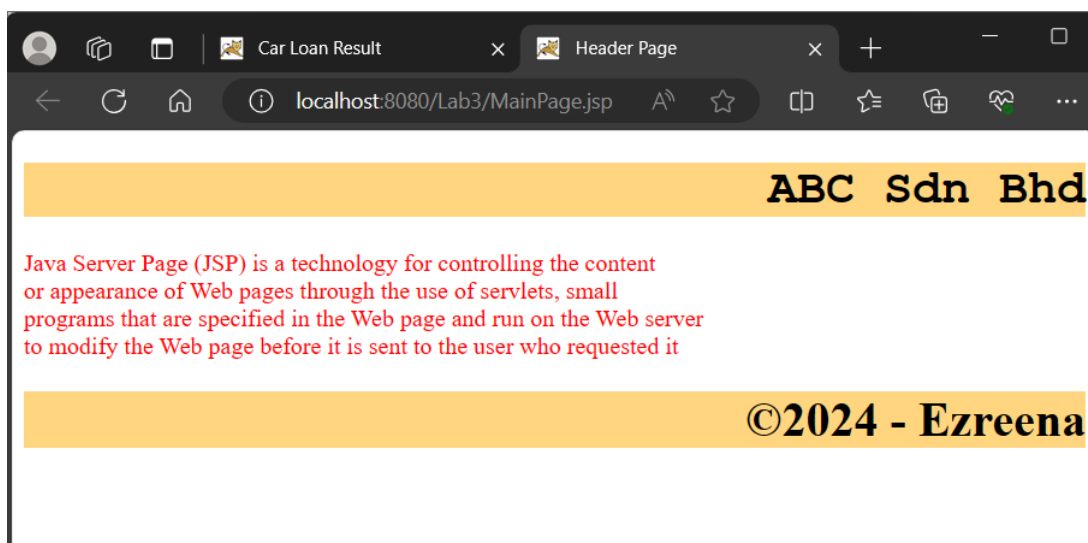 Car Loan Result
Header Page
localhost:8080/Lab3/MainPage.jsp
ABC Sdn Bhd
Java Server Page (JSP) is a technology for controlling the content
or appearance of Web pages through the use of servlets, small
programs that are specified in the Web page and run on the Web server
to modify the Web page before it is sent to the user who requested it
©2024 - Ezreena